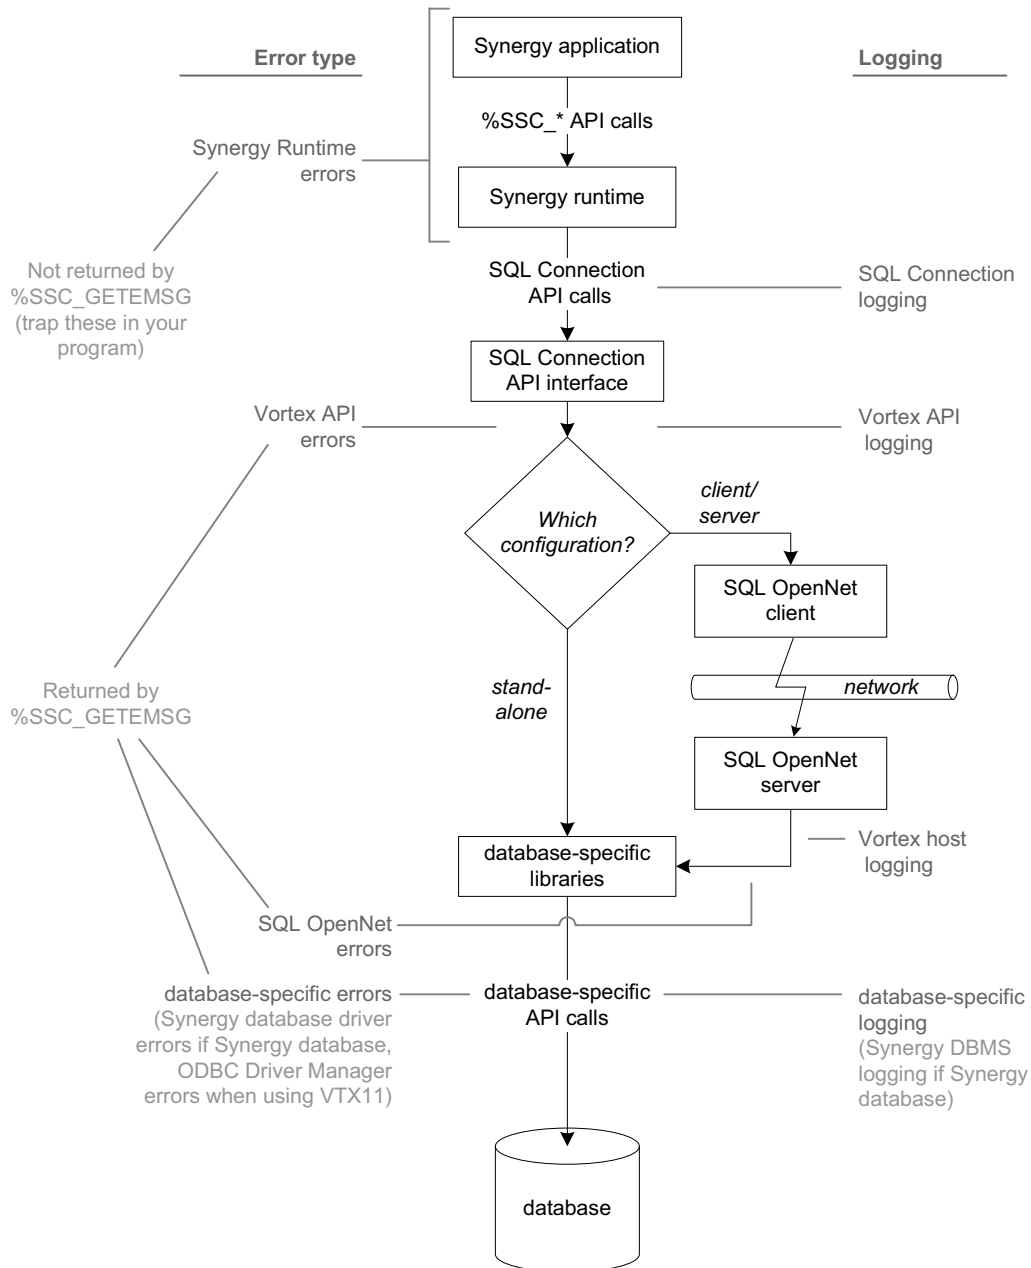 Error type
Synergy application
Logging
%SSC_* API calls
Synergy Runtime
errors
Synergy runtime
Not returned by
%SSC_GETEMSG
(trap these in your
program)
SQL Connection
API calls
SQL Connection
logging
SQL Connection
API interface
Vortex API
errors
Vortex API
logging
Which
configuration?
client/
server
SQL OpenNet
client
Returned by
%SSC_GETEMSG
stand-
alone
network
SQL OpenNet
server
Vortex host
logging
database-specific
libraries
SQL OpenNet
errors
database-specific errors
(Synergy database driver
errors if Synergy database,
ODBC Driver Manager
errors when using VTX11)
database-specific
API calls
database-specific
logging
(Synergy DBMS
logging if Synergy
database)
database